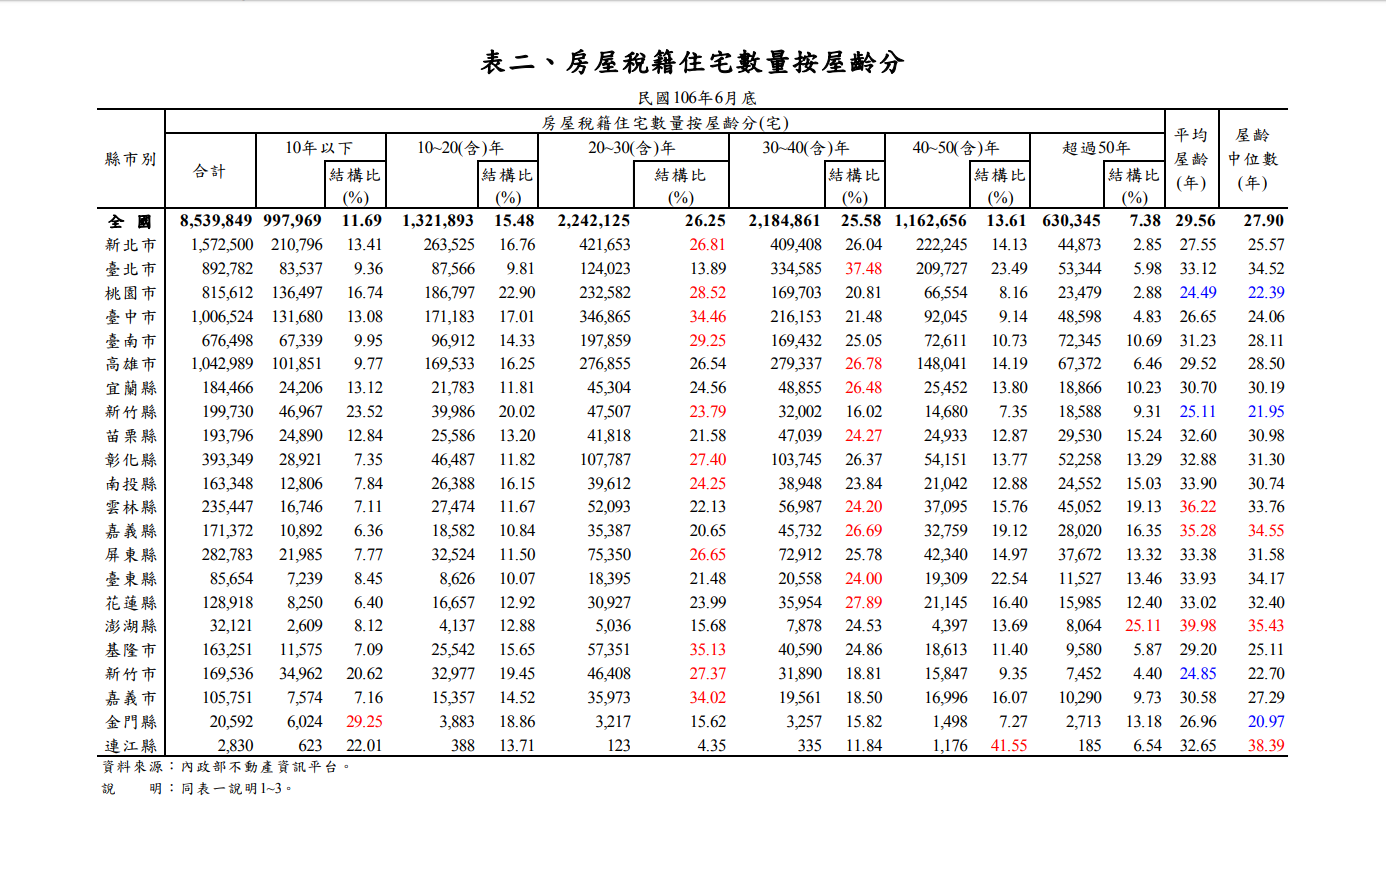 表二、房屋稅籍住宅數量按屋齡分
民國106年6月底
縣市別 房屋稅籍住宅數量按屋齡分(宅) 平均屋齡(年) 屋齡中位數(年)
合計 10年以下 10~20(含)年 20~30(含)年 30~40(含)年 40~50(含)年 超過50年
結構比(%) 結構比(%) 結構比(%) 結構比(%) 結構比(%) 結構比(%)
全國 8,539,849 997,969 11.69 1,321,893 15.48 2,242,125 26.25 2,184,861 25.58 1,162,656 13.61 630,345 7.38 29.56 27.90
新北市 1,572,500 210,796 13.41 263,525 16.76 421,653 26.81 409,408 26.04 222,245 14.13 44,873 2.85 27.55 25.57
臺北市 892,782 83,537 9.36 87,566 9.81 124,023 13.89 334,585 37.48 209,727 23.49 53,344 5.98 33.12 34.52
桃園市 815,612 136,497 16.74 186,797 22.90 232,582 28.52 169,703 20.81 66,554 8.16 23,479 2.88 24.49 22.39
臺中市 1,006,524 131,680 13.08 171,183 17.01 346,865 34.46 216,153 21.48 92,045 9.14 48,598 4.83 26.65 24.06
臺南市 676,498 67,339 9.95 96,912 14.33 197,859 29.25 169,432 25.05 72,611 10.73 72,345 10.69 31.23 28.11
高雄市 1,042,989 101,851 9.77 169,533 16.25 276,855 26.54 279,337 26.78 148,041 14.19 67,372 6.46 29.52 28.50
宜蘭縣 184,466 24,206 13.12 21,783 11.81 45,304 24.56 48,855 26.48 25,452 13.80 18,866 10.23 30.70 30.19
新竹縣 199,730 46,967 23.52 39,986 20.02 47,507 23.79 32,002 16.02 14,680 7.35 18,588 9.31 25.11 21.95
苗栗縣 193,796 24,890 12.84 25,586 13.20 41,818 21.58 47,039 24.27 24,933 12.87 29,530 15.24 32.60 30.98
彰化縣 393,349 28,921 7.35 46,487 11.82 107,787 27.40 103,745 26.37 54,151 13.77 52,258 13.29 32.88 31.30
南投縣 163,348 12,806 7.84 26,388 16.15 39,612 24.25 38,948 23.84 21,042 12.88 24,552 15.03 33.90 30.74
雲林縣 235,447 16,746 7.11 27,474 11.67 52,093 22.13 56,987 24.20 37,095 15.76 45,052 19.13 36.22 33.76
嘉義縣 171,372 10,892 6.36 18,582 10.84 35,387 20.65 45,732 26.69 32,759 19.12 28,020 16.35 35.28 34.55
屏東縣 282,783 21,985 7.77 32,524 11.50 75,350 26.65 72,912 25.78 42,340 14.97 37,672 13.32 33.38 31.58
臺東縣 85,654 7,239 8.45 8,626 10.07 18,395 21.48 20,558 24.00 19,309 22.54 11,527 13.46 33.93 34.17
花蓮縣 128,918 8,250 6.40 16,657 12.92 30,927 23.99 35,954 27.89 21,145 16.40 15,985 12.40 33.02 32.40
澎湖縣 32,121 2,609 8.12 4,137 12.88 5,036 15.68 7,878 24.53 4,397 13.69 8,064 25.11 39.98 35.43
基隆市 163,251 11,575 7.09 25,542 15.65 57,351 35.13 40,590 24.86 18,613 11.40 9,580 5.87 29.20 25.11
新竹市 169,536 34,962 20.62 32,977 19.45 46,408 27.37 31,890 18.81 15,847 9.35 7,452 4.40 24.85 22.70
嘉義市 105,751 7,574 7.16 15,357 14.52 35,973 34.02 19,561 18.50 16,996 16.07 10,290 9.73 30.58 27.29
金門縣 20,592 6,024 29.25 3,883 18.86 3,217 15.62 3,257 15.82 1,498 7.27 2,713 13.18 26.96 20.97
連江縣 2,830 623 22.01 388 13.71 123 4.35 335 11.84 1,176 41.55 185 6.54 32.65 38.39
資料來源：內政部不動產資訊平台。
說　　明：同表一說明1~3。